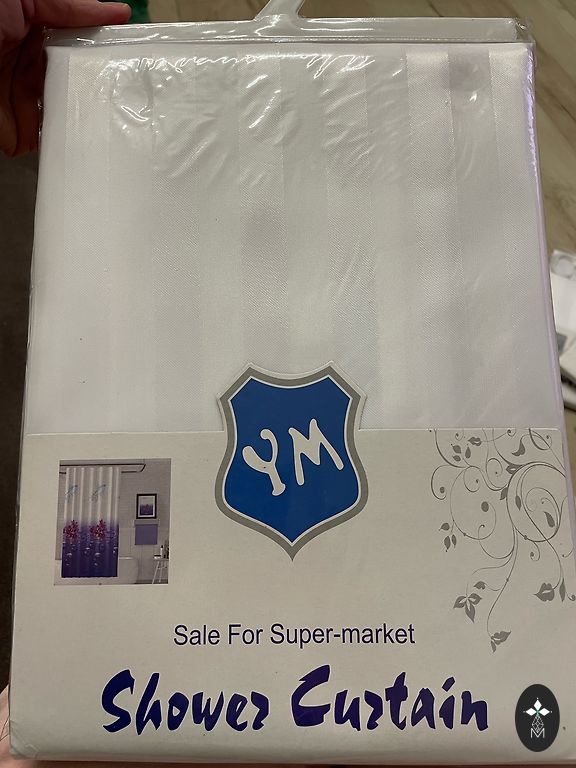 YM
Sale For Super-market
Shower Curtain
M